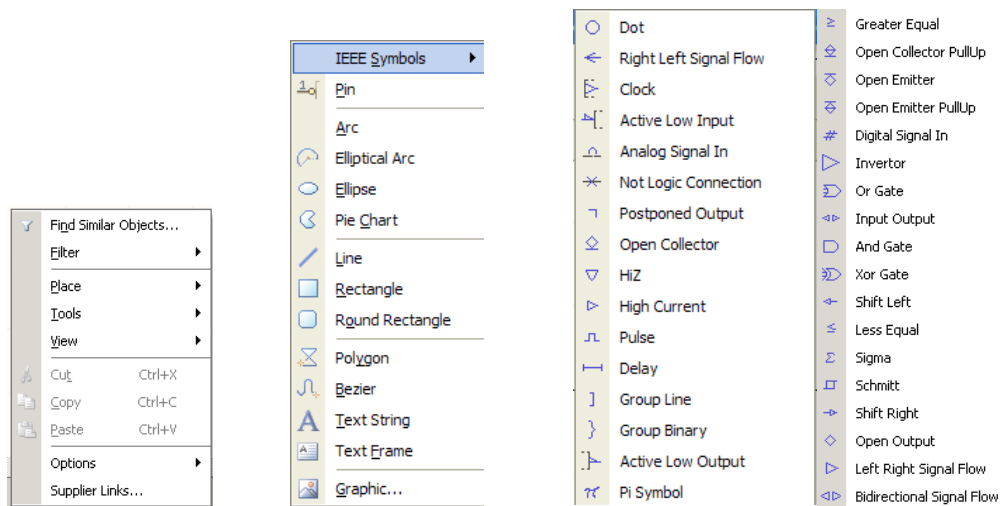 Find Similar Objects...
Filter
Place
Tools
View
Cut Ctrl+X
Copy Ctrl+C
Paste Ctrl+V
Options
Supplier Links...
IEEE Symbols
Pin
Arc
Elliptical Arc
Ellipse
Pie Chart
Line
Rectangle
Round Rectangle
Polygon
Bezier
Text String
Text Frame
Graphic...
Dot
Right Left Signal Flow
Clock
Active Low Input
Analog Signal In
Not Logic Connection
Postponed Output
Open Collector
HiZ
High Current
Pulse
Delay
Group Line
Group Binary
Active Low Output
Pi Symbol
Greater Equal
Open Collector PullUp
Open Emitter
Open Emitter PullUp
Digital Signal In
Invertor
Or Gate
Input Output
And Gate
Xor Gate
Shift Left
Less Equal
Sigma
Schmitt
Shift Right
Open Output
Left Right Signal Flow
Bidirectional Signal Flow